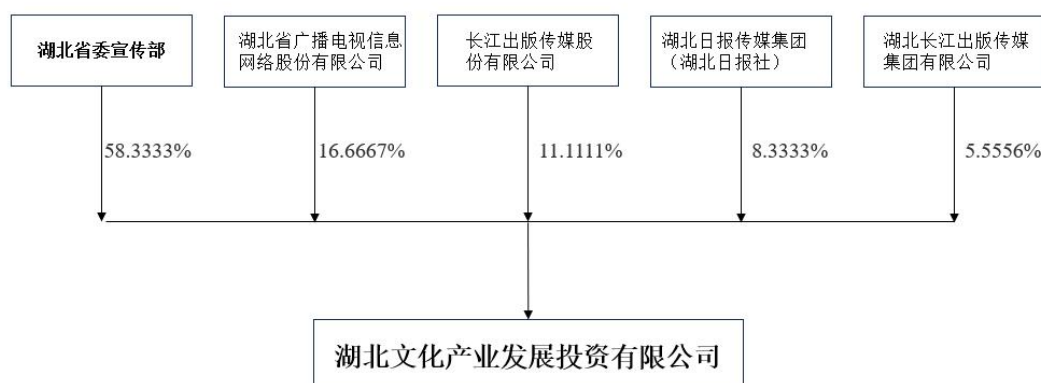 湖北省委宣传部
湖北省广播电视信息
网络股份有限公司
长江出版传媒股
份有限公司
湖北日报传媒集团
（湖北日报社）
湖北长江出版传媒
集团有限公司
58.3333%
16.6667%
11.1111%
8.3333%
5.5556%
湖北文化产业发展投资有限公司